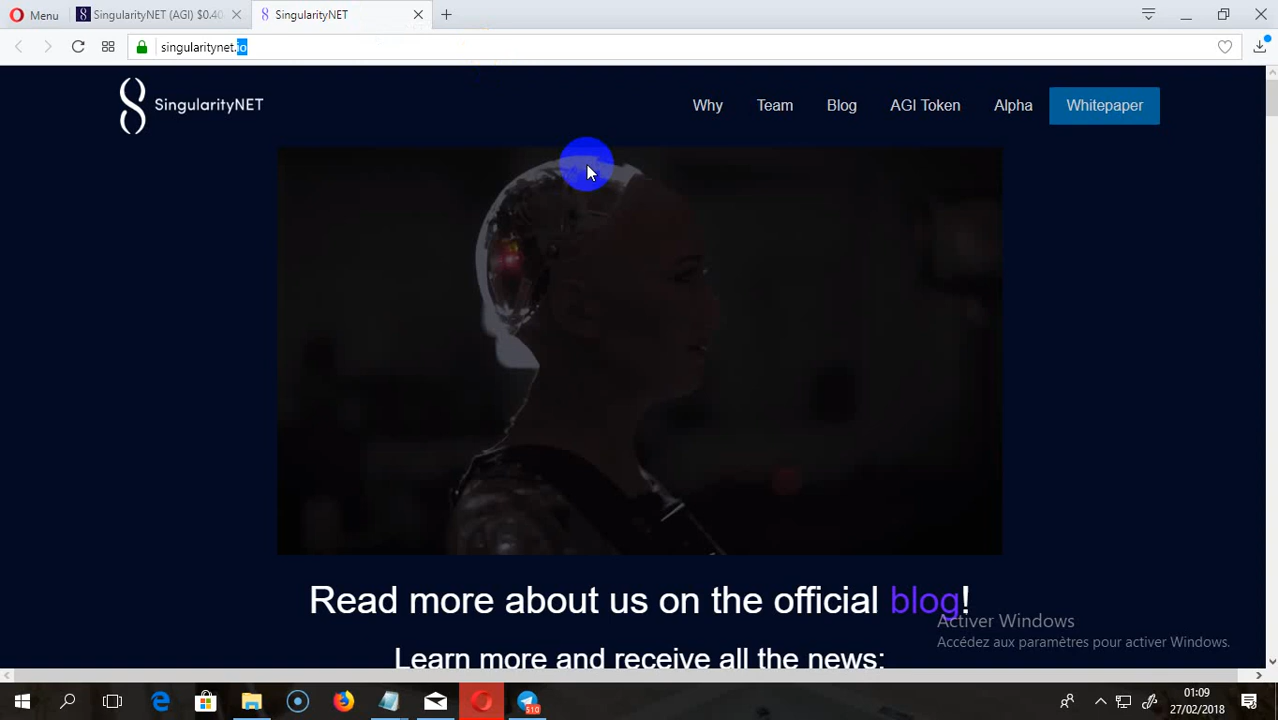 Menu
SingularityNET (AGI) $0.40
SingularityNET
singularitynet.io
SingularityNET
Why
Team
Blog
AGI Token
Alpha
Whitepaper
Read more about us on the official blog!
Learn more and receive all the news:
Activer Windows
Accédez aux paramètres pour activer Windows.
510
01:09
27/02/2018